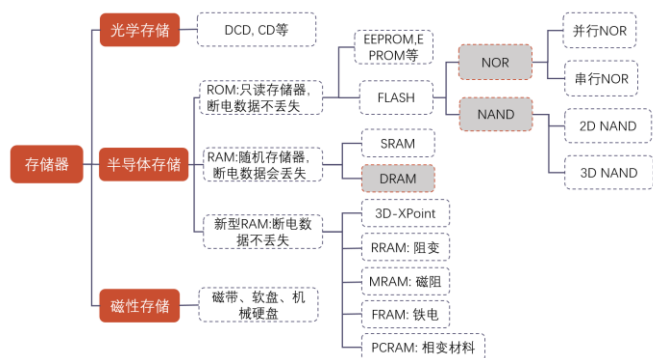 光学存储
DCD, CD等
EEPROM,E
PROM等
并行NOR
NOR
串行NOR
ROM:只读存储器,
断电数据不丢失
FLASH
NAND
2D NAND
3D NAND
存储器
半导体存储
RAM:随机存储器,
断电数据会丢失
SRAM
DRAM
新型RAM:断电数
据不丢失
3D-XPoint
RRAM: 阻变
MRAM: 磁阻
FRAM: 铁电
PCRAM: 相变材料
磁性存储
磁带、软盘、机
械硬盘